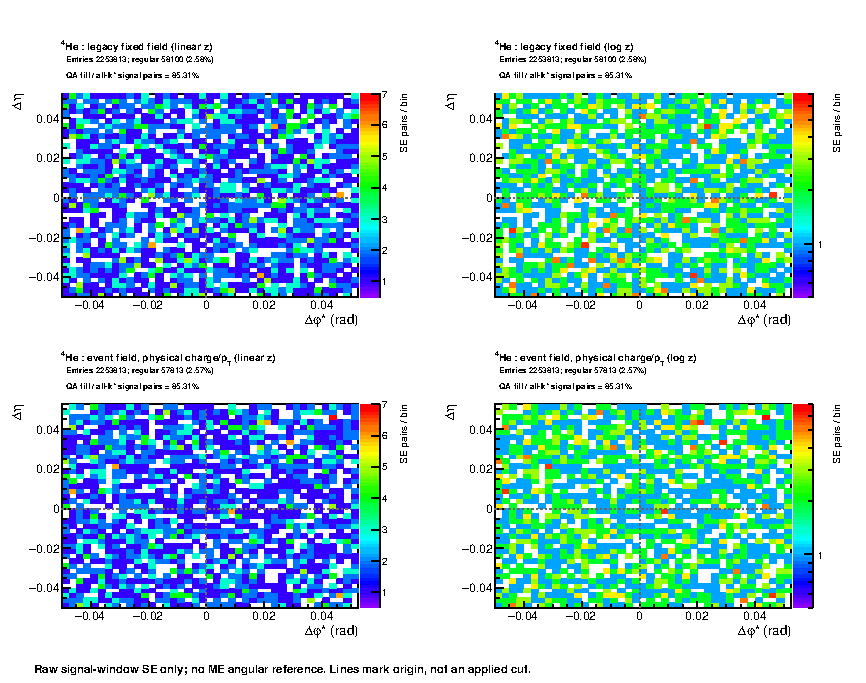 ⁴He : legacy fixed field (linear z)
Entries 2253813; regular 58100 (2.58%)
QA fill / all-k* signal pairs = 85.31%
Δη
0.04
0.02
0
−0.02
−0.04
−0.04 −0.02 0 0.02 0.04
Δφ* (rad)
7
6
5
4
3
2
1
SE pairs / bin
⁴He : legacy fixed field (log z)
Entries 2253813; regular 58100 (2.58%)
QA fill / all-k* signal pairs = 85.31%
Δη
0.04
0.02
0
−0.02
−0.04
−0.04 −0.02 0 0.02 0.04
Δφ* (rad)
1
SE pairs / bin
⁴He : event field, physical charge/p_T (linear z)
Entries 2253813; regular 57813 (2.57%)
QA fill / all-k* signal pairs = 85.31%
Δη
0.04
0.02
0
−0.02
−0.04
−0.04 −0.02 0 0.02 0.04
Δφ* (rad)
7
6
5
4
3
2
1
SE pairs / bin
⁴He : event field, physical charge/p_T (log z)
Entries 2253813; regular 57813 (2.57%)
QA fill / all-k* signal pairs = 85.31%
Δη
0.04
0.02
0
−0.02
−0.04
−0.04 −0.02 0 0.02 0.04
Δφ* (rad)
1
SE pairs / bin
Raw signal-window SE only; no ME angular reference. Lines mark origin, not an applied cut.